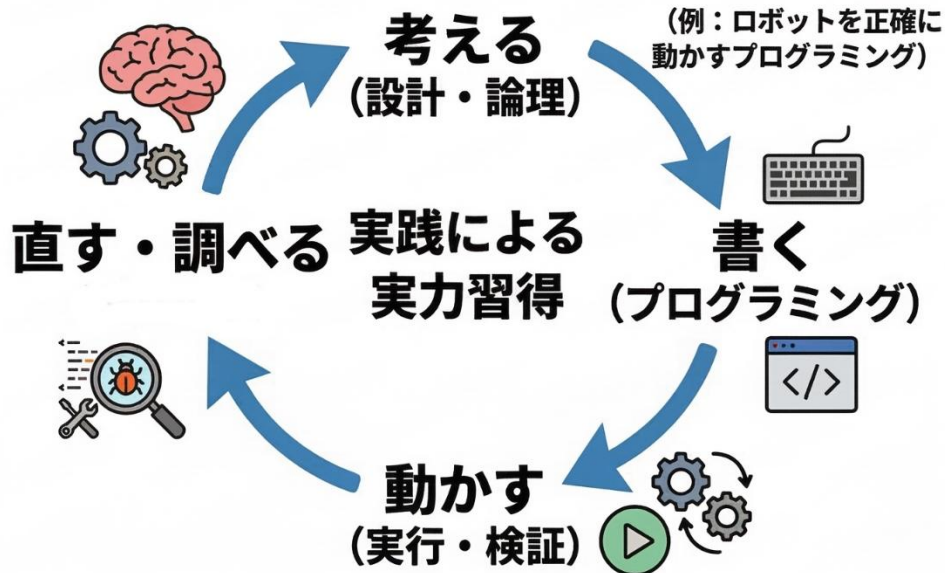 考える
（設計・論理）
（例：ロボットを正確に
動かすプログラミング）
直す・調べる
実践による
実力習得
書く
（プログラミング）
</>
動かす
（実行・検証）